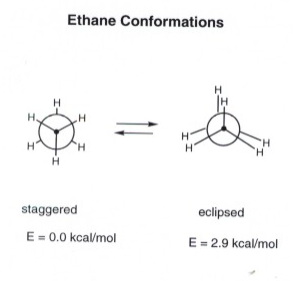 Ethane Conformations
H
H
H
H
H
H
H
H
H
H
H
H
staggered
eclipsed
E = 0.0 kcal/mol
E = 2.9 kcal/mol